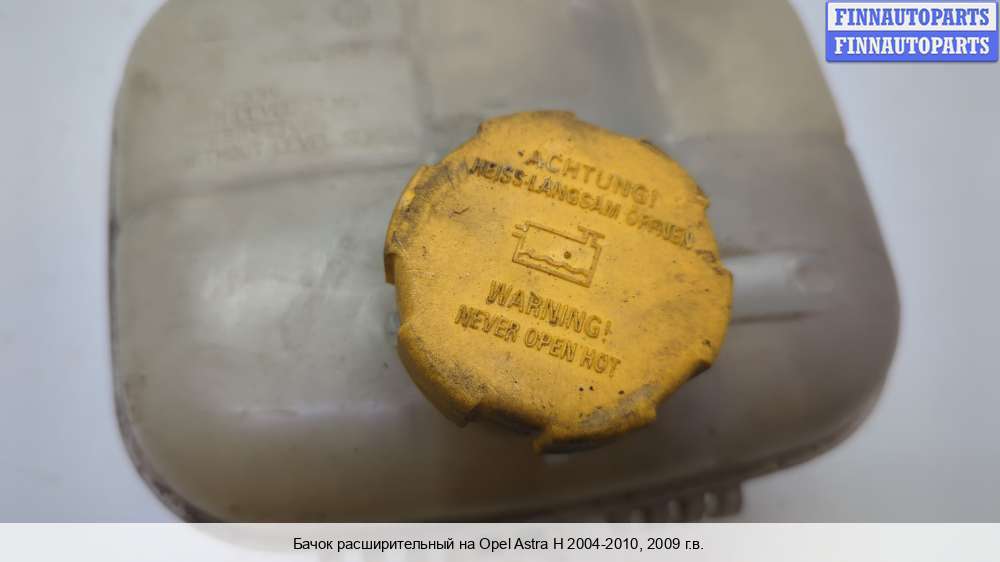 FINNAUTOPARTS
FINNAUTOPARTS
ACHTUNG!
HEISS-LANGSAM ÖFFNEN
WARNING!
NEVER OPEN HOT
Бачок расширительный на Opel Astra H 2004-2010, 2009 г.в.